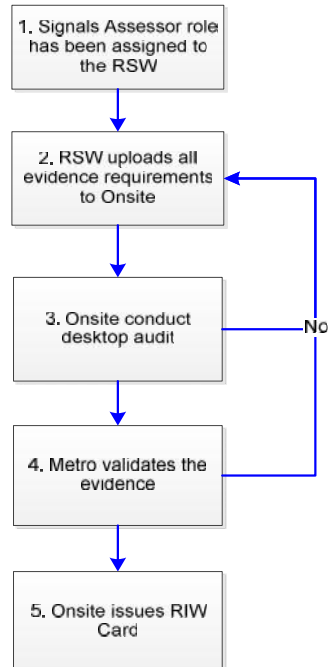 1. Signals Assessor role
has been assigned to
the RSW
2. RSW uploads all
evidence requirements
to Onsite
3. Onsite conduct
desktop audit
No
4. Metro validates the
evidence
5. Onsite issues RIW
Card